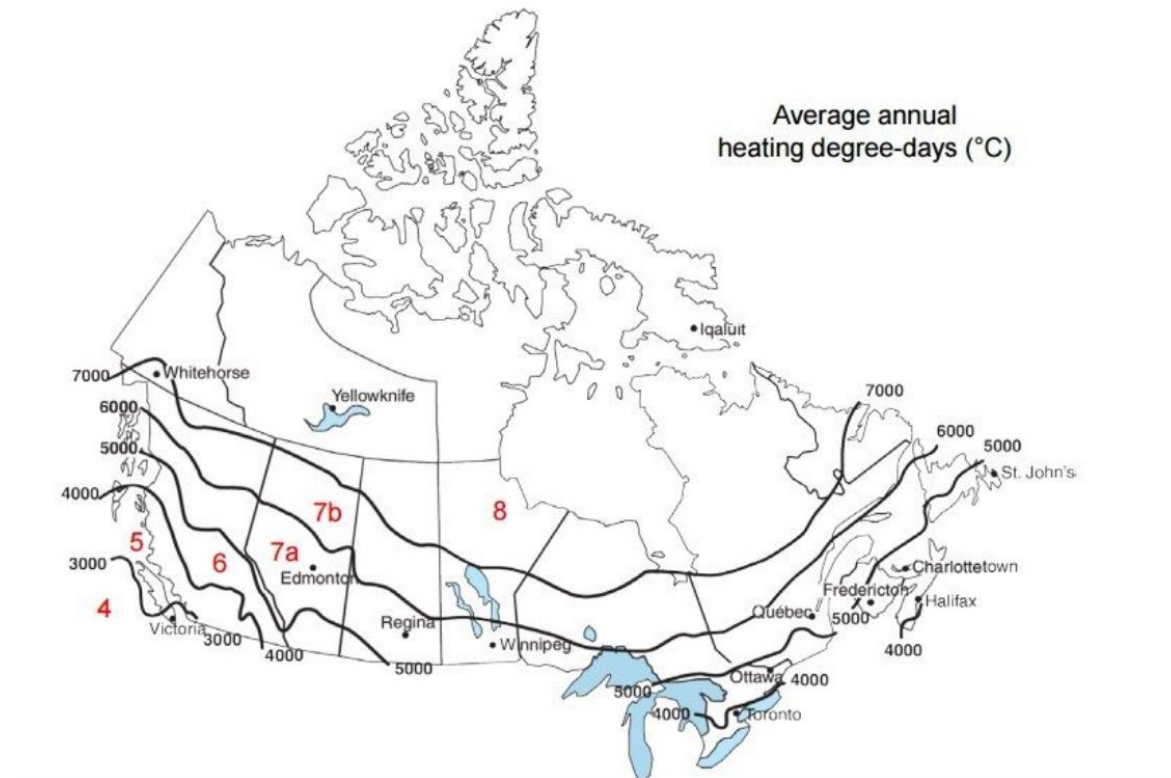 Average annual
heating degree-days (°C)
Iqaluit
7000
Whitehorse
Yellowknife
7000
6000
6000
5000
5000
St. John's
4000
7b
8
5
6
7a
3000
Edmonton
Charlottetown
4
Fredericton
Halifax
Victoria
Regina
Québec
5000
3000
Winnipeg
4000
4000
5000
Ottawa
4000
5000
4000
Toronto